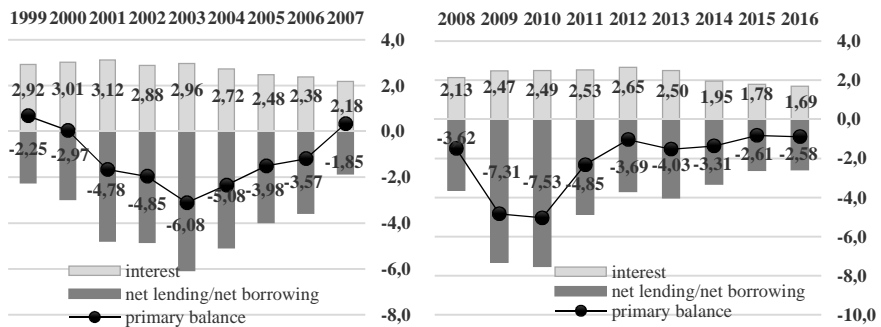 1999 2000 2001 2002 2003 2004 2005 2006 2007
4,0
2,0
0,0
-2,0
-4,0
-6,0
-8,0
2,92 3,01 3,12 2,88 2,96 2,72 2,48 2,38 2,18
-2,25 -2,97 -4,78 -4,85 -6,08 -5,08 -3,98 -3,57 -1,85
interest
net lending/net borrowing
primary balance
2008 2009 2010 2011 2012 2013 2014 2015 2016
4,0
2,0
0,0
-2,0
-4,0
-6,0
-8,0
-10,0
2,13 2,47 2,49 2,53 2,65 2,50 1,95 1,78 1,69
-3,62 -7,31 -7,53 -4,85 -3,69 -4,03 -3,31 -2,61 -2,58
interest
net lending/net borrowing
primary balance